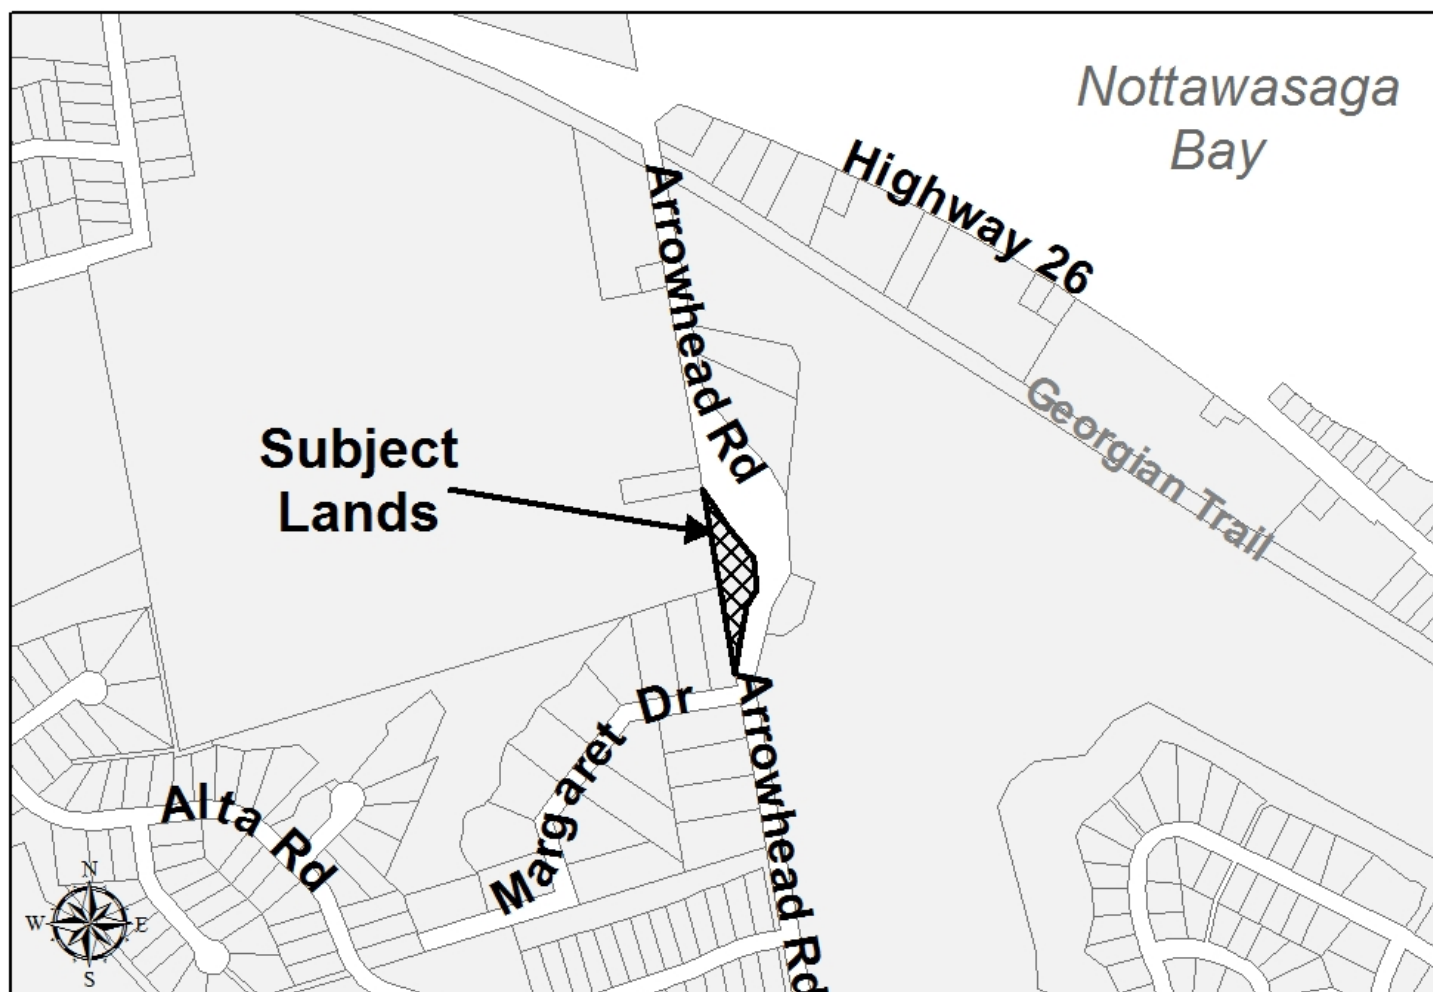 Nottawasaga
Bay
Highway 26
Arrowhead Rd
Georgian Trail
Subject
Lands
Margaret Dr
Arrowhead Rd
Alta Rd
N
W E
S